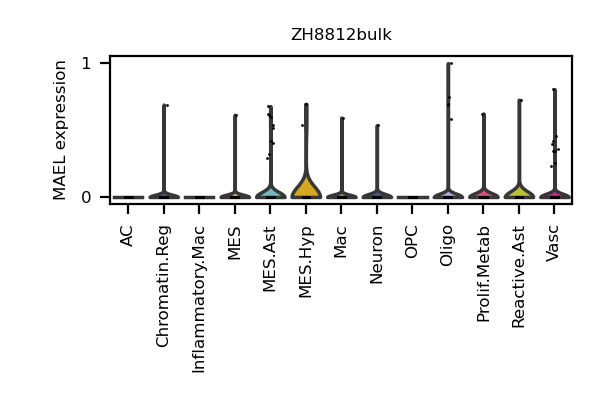 ZH8812bulk
MAEL expression
1
0
AC
Chromatin.Reg
Inflammatory.Mac
MES
MES.Ast
MES.Hyp
Mac
Neuron
OPC
Oligo
Prolif.Metab
Reactive.Ast
Vasc